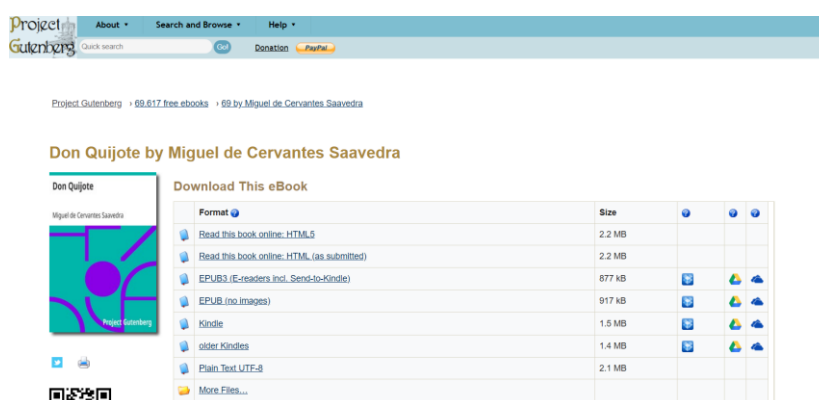 Project Gutenberg
About ▾ Search and Browse ▾ Help ▾
Quick search Go! Donation PayPal
Project Gutenberg › 69,617 free ebooks › 69 by Miguel de Cervantes Saavedra
Don Quijote by Miguel de Cervantes Saavedra
Don Quijote
Miguel de Cervantes Saavedra
Project Gutenberg
Download This eBook
Format Size
Read this book online: HTML5 2.2 MB
Read this book online: HTML (as submitted) 2.2 MB
EPUB3 (E-readers incl. Send-to-Kindle) 877 kB
EPUB (no images) 917 kB
Kindle 1.5 MB
older Kindles 1.4 MB
Plain Text UTF-8 2.1 MB
More Files...